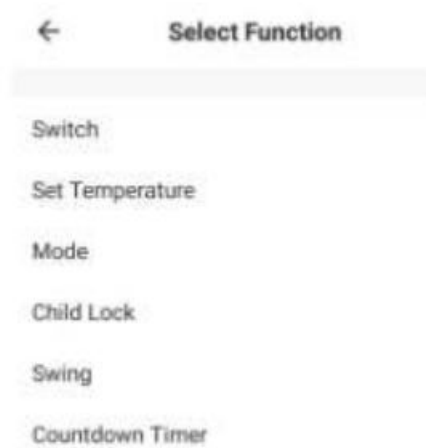 Select Function
Switch
Set Temperature
Mode
Child Lock
Swing
Countdown Timer